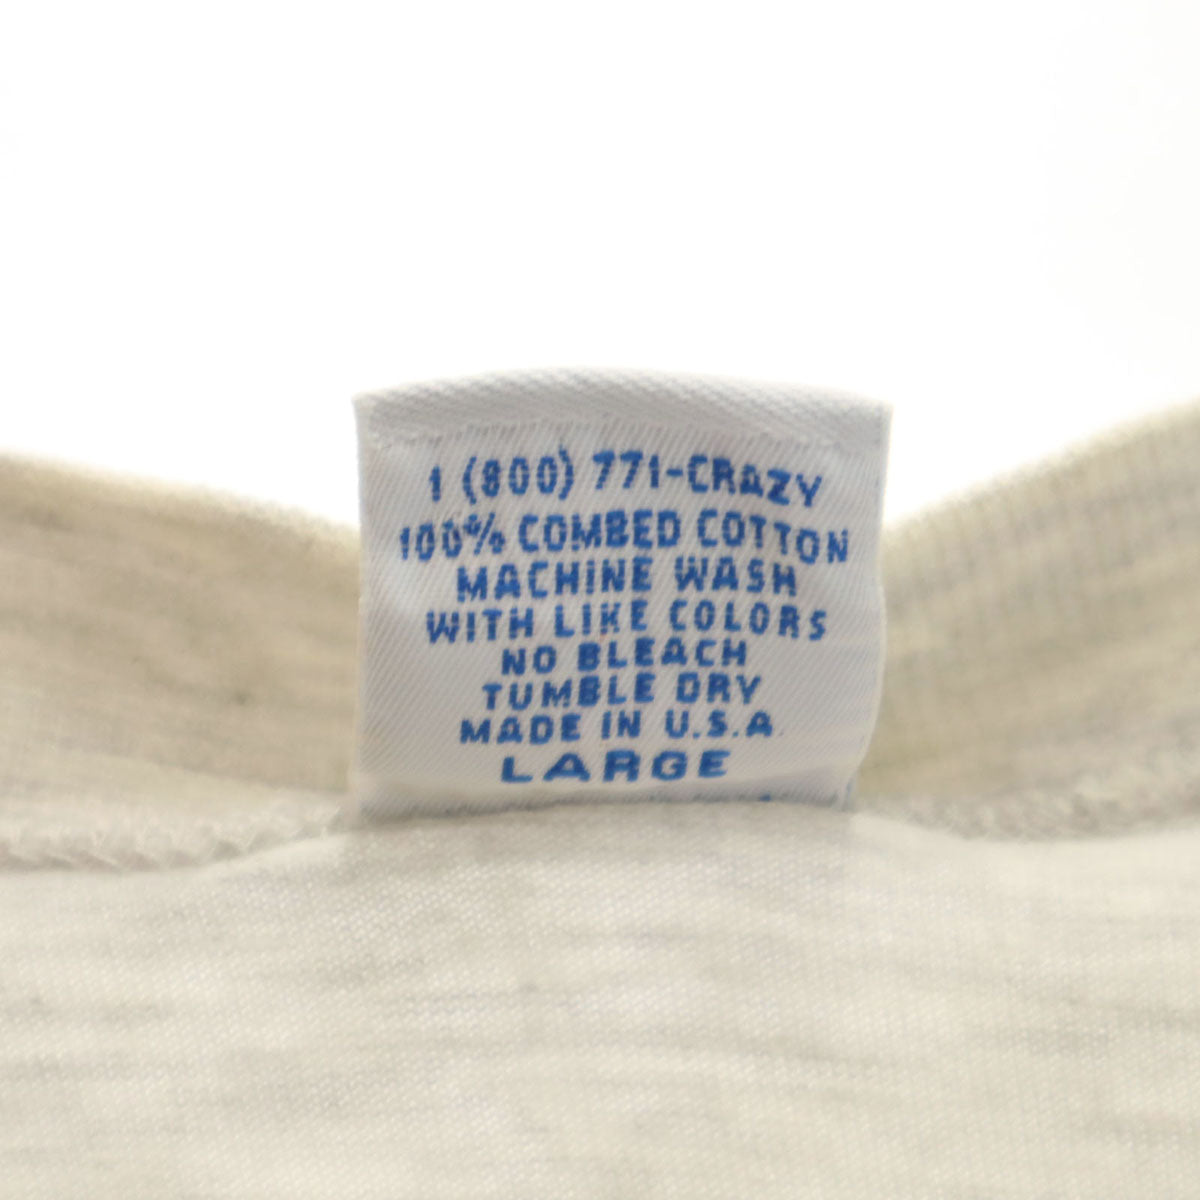 1 (800) 771-CRAZY
100% COMBED COTTON
MACHINE WASH
WITH LIKE COLORS
NO BLEACH
TUMBLE DRY
MADE IN U.S.A.
LARGE